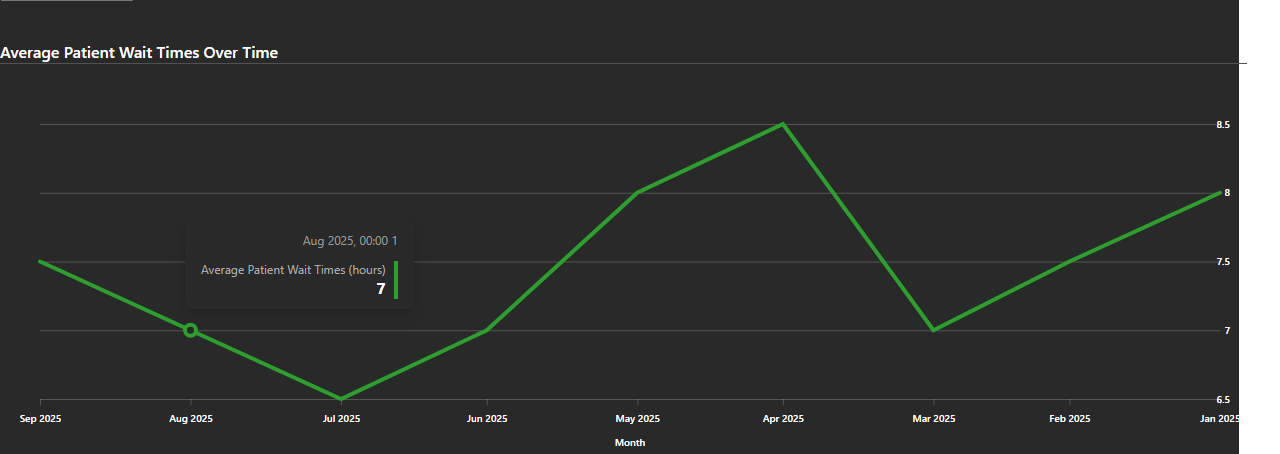 Average Patient Wait Times Over Time
8.5
8
Aug 2025, 00:00 1
7.5
Average Patient Wait Times (hours)
7
7
6.5
Sep 2025 Aug 2025 Jul 2025 Jun 2025 May 2025 Apr 2025 Mar 2025 Feb 2025 Jan 2025
Month